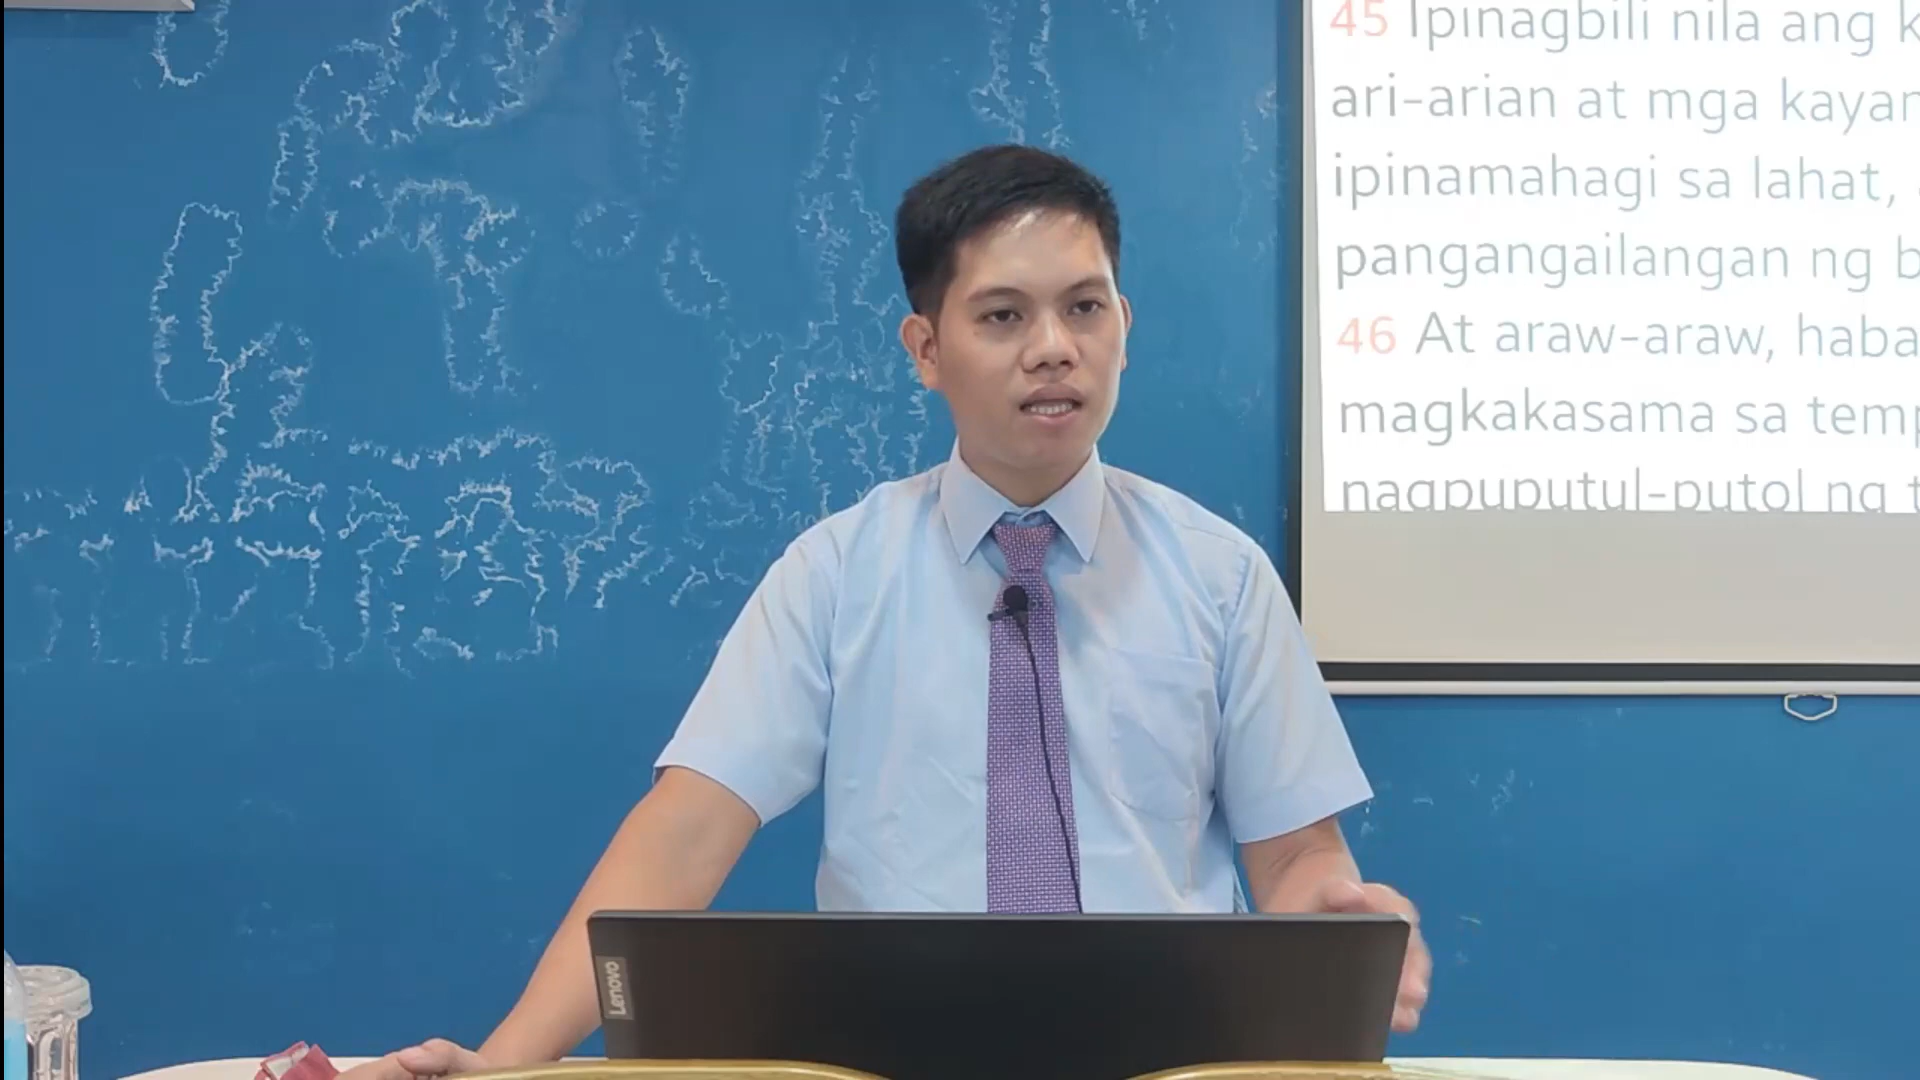 45 Ipinagbili nila ang
ari-arian at mga
ipinamahagi sa lahat,
pangangailangan ng
46 At araw-araw,
magkakasama sa
nagpuputul-putol ng
Lenovo